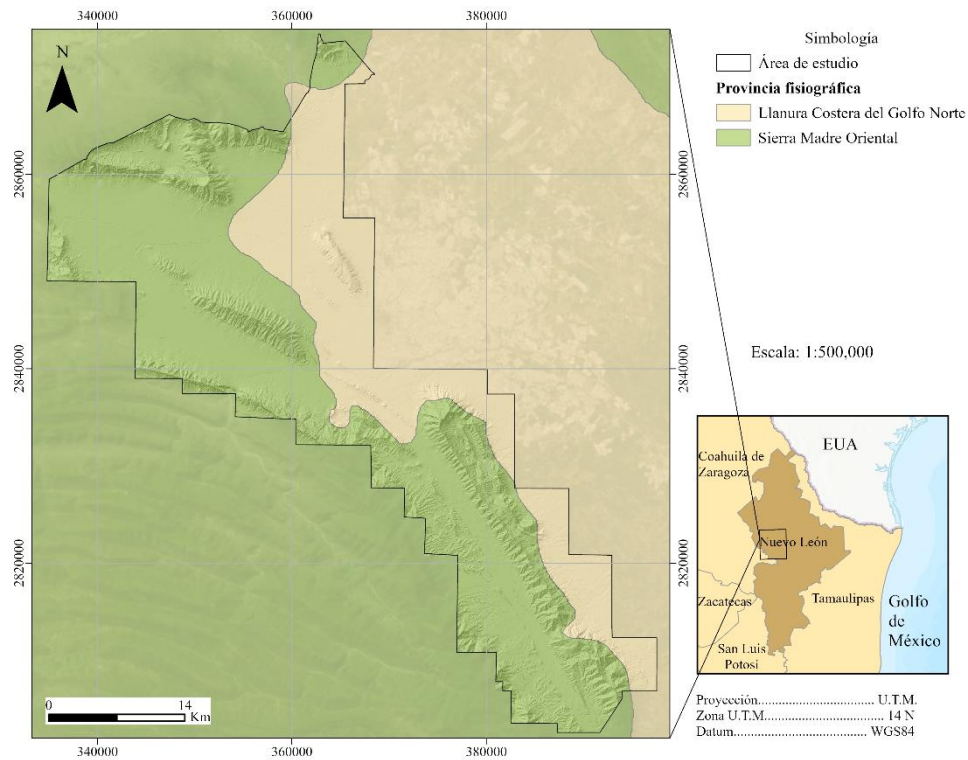 340000 360000 380000
N
2860000 2860000
2840000 2840000
2820000 2820000
0 14
Km
340000 360000 380000
Simbología
Área de estudio
Provincia fisiográfica
Llanura Costera del Golfo Norte
Sierra Madre Oriental
Escala: 1:500,000
EUA
Coahuila de
Zaragoza
Nuevo León
Zacatecas
Tamaulipas
Golfo
de
México
San Luis
Potosí
Proyección............................. U.T.M.
Zona U.T.M............................. 14 N
Datum..................................... WGS84